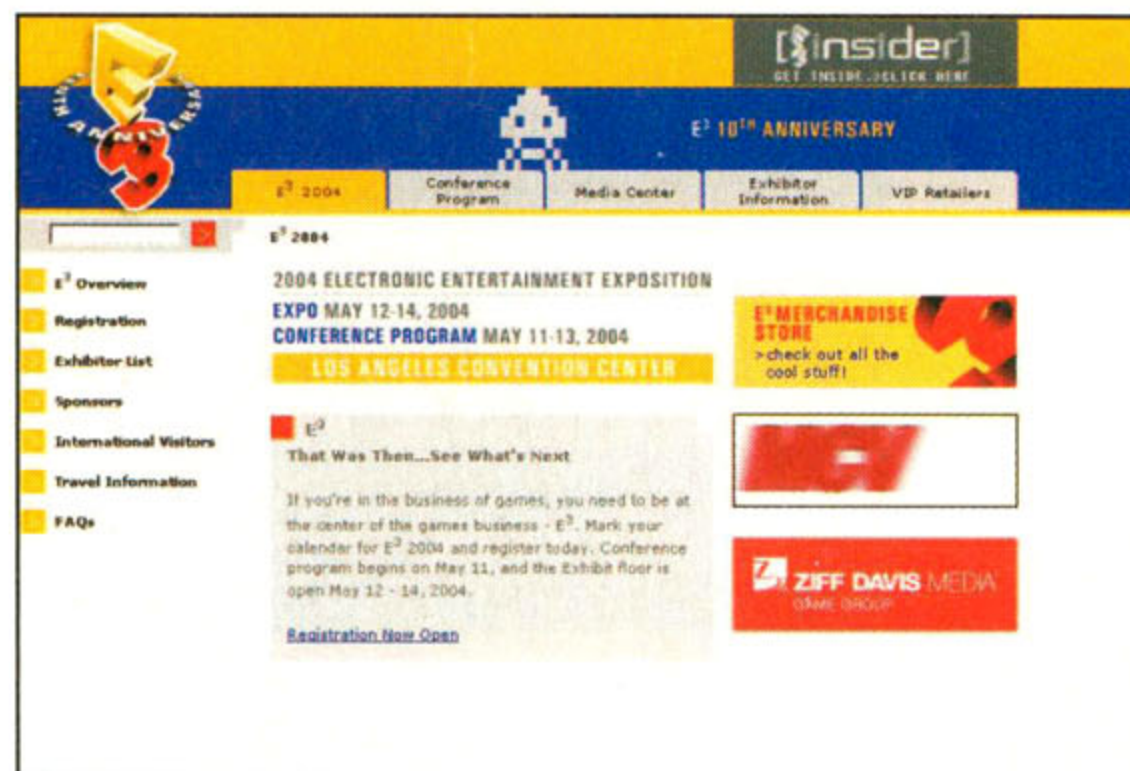 [insider]
GET INSIDE. >CLICK HERE
E3
TENTH ANNIVERSARY
E³ 10TH ANNIVERSARY
E³ 2004
Conference Program
Media Center
Exhibitor Information
VIP Retailers
E³ 2004
E³ Overview
Registration
Exhibitor List
Sponsors
International Visitors
Travel Information
FAQs
2004 ELECTRONIC ENTERTAINMENT EXPOSITION
EXPO MAY 12-14, 2004
CONFERENCE PROGRAM MAY 11-13, 2004
LOS ANGELES CONVENTION CENTER
E³
That Was Then...See What's Next
If you're in the business of games, you need to be at
the center of the games business - E³. Mark your
calendar for E³ 2004 and register today. Conference
program begins on May 11, and the Exhibit floor is
open May 12 - 14, 2004.
Registration Now Open
E³ MERCHANDISE
STORE
>check out all the
cool stuff!
ZIFF DAVIS MEDIA
GAME GROUP